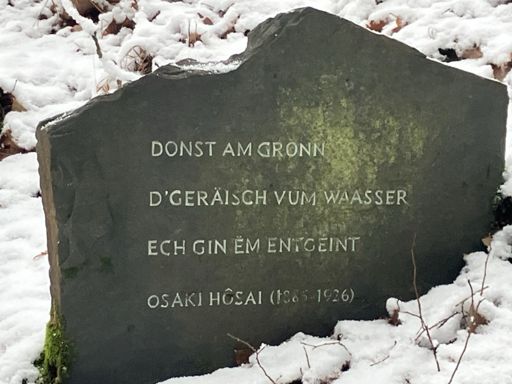 DONST AM GRONN
D'GERÄISCH VUM WAASSER
ECH GIN ËM ENTGEINT
OSAKI HÔSAI (1885-1926)